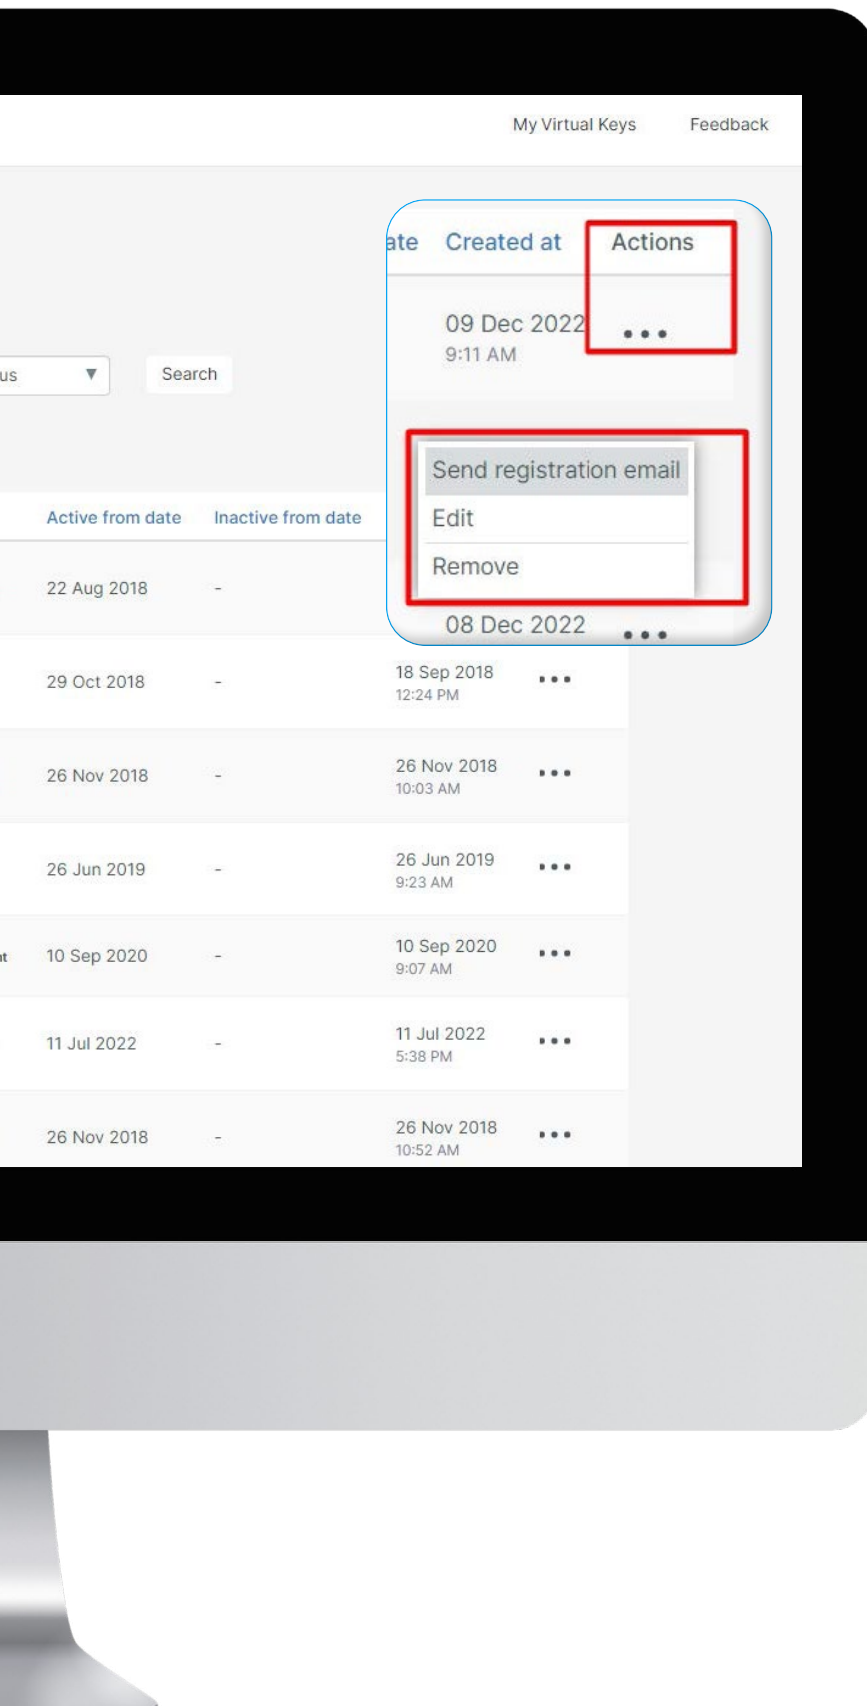 My Virtual Keys Feedback
ate Created at Actions
09 Dec 2022
9:11 AM
us ▼ Search
Send registration email
Edit
Remove
08 Dec 2022
Active from date Inactive from date
22 Aug 2018 -
29 Oct 2018 - 18 Sep 2018
12:24 PM
26 Nov 2018 - 26 Nov 2018
10:03 AM
26 Jun 2019 - 26 Jun 2019
9:23 AM
10 Sep 2020 - 10 Sep 2020
9:07 AM
11 Jul 2022 - 11 Jul 2022
5:38 PM
26 Nov 2018 - 26 Nov 2018
10:52 AM